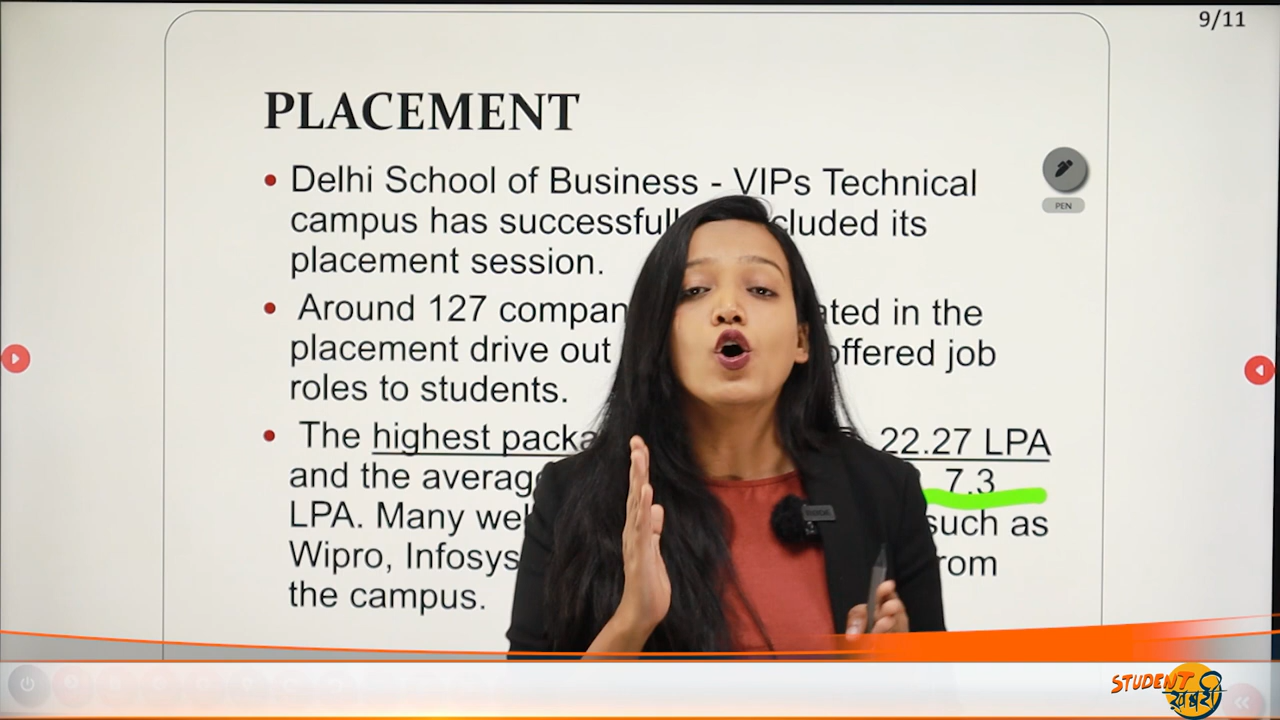 9/11
PLACEMENT
PEN
• Delhi School of Business - VIPs Technical
campus has successfull cluded its
placement session.
• Around 127 compan ated in the
placement drive out offered job
roles to students.
• The highest packa 22.27 LPA
and the averag 7.3
LPA. Many wel such as
Wipro, Infosys rom
the campus.
STUDENT
खबरी